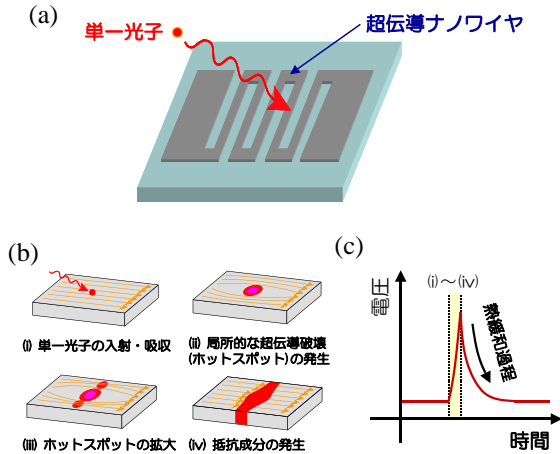 (a)
単一光子
超伝導ナノワイヤ
(b)
(i) 単一光子の入射・吸収
(ii) 局所的な超伝導破壊
(ホットスポット)の発生
(iii) ホットスポットの拡大
(iv) 抵抗成分の発生
(c)
電圧
(i)～(iv)
熱緩和過程
時間